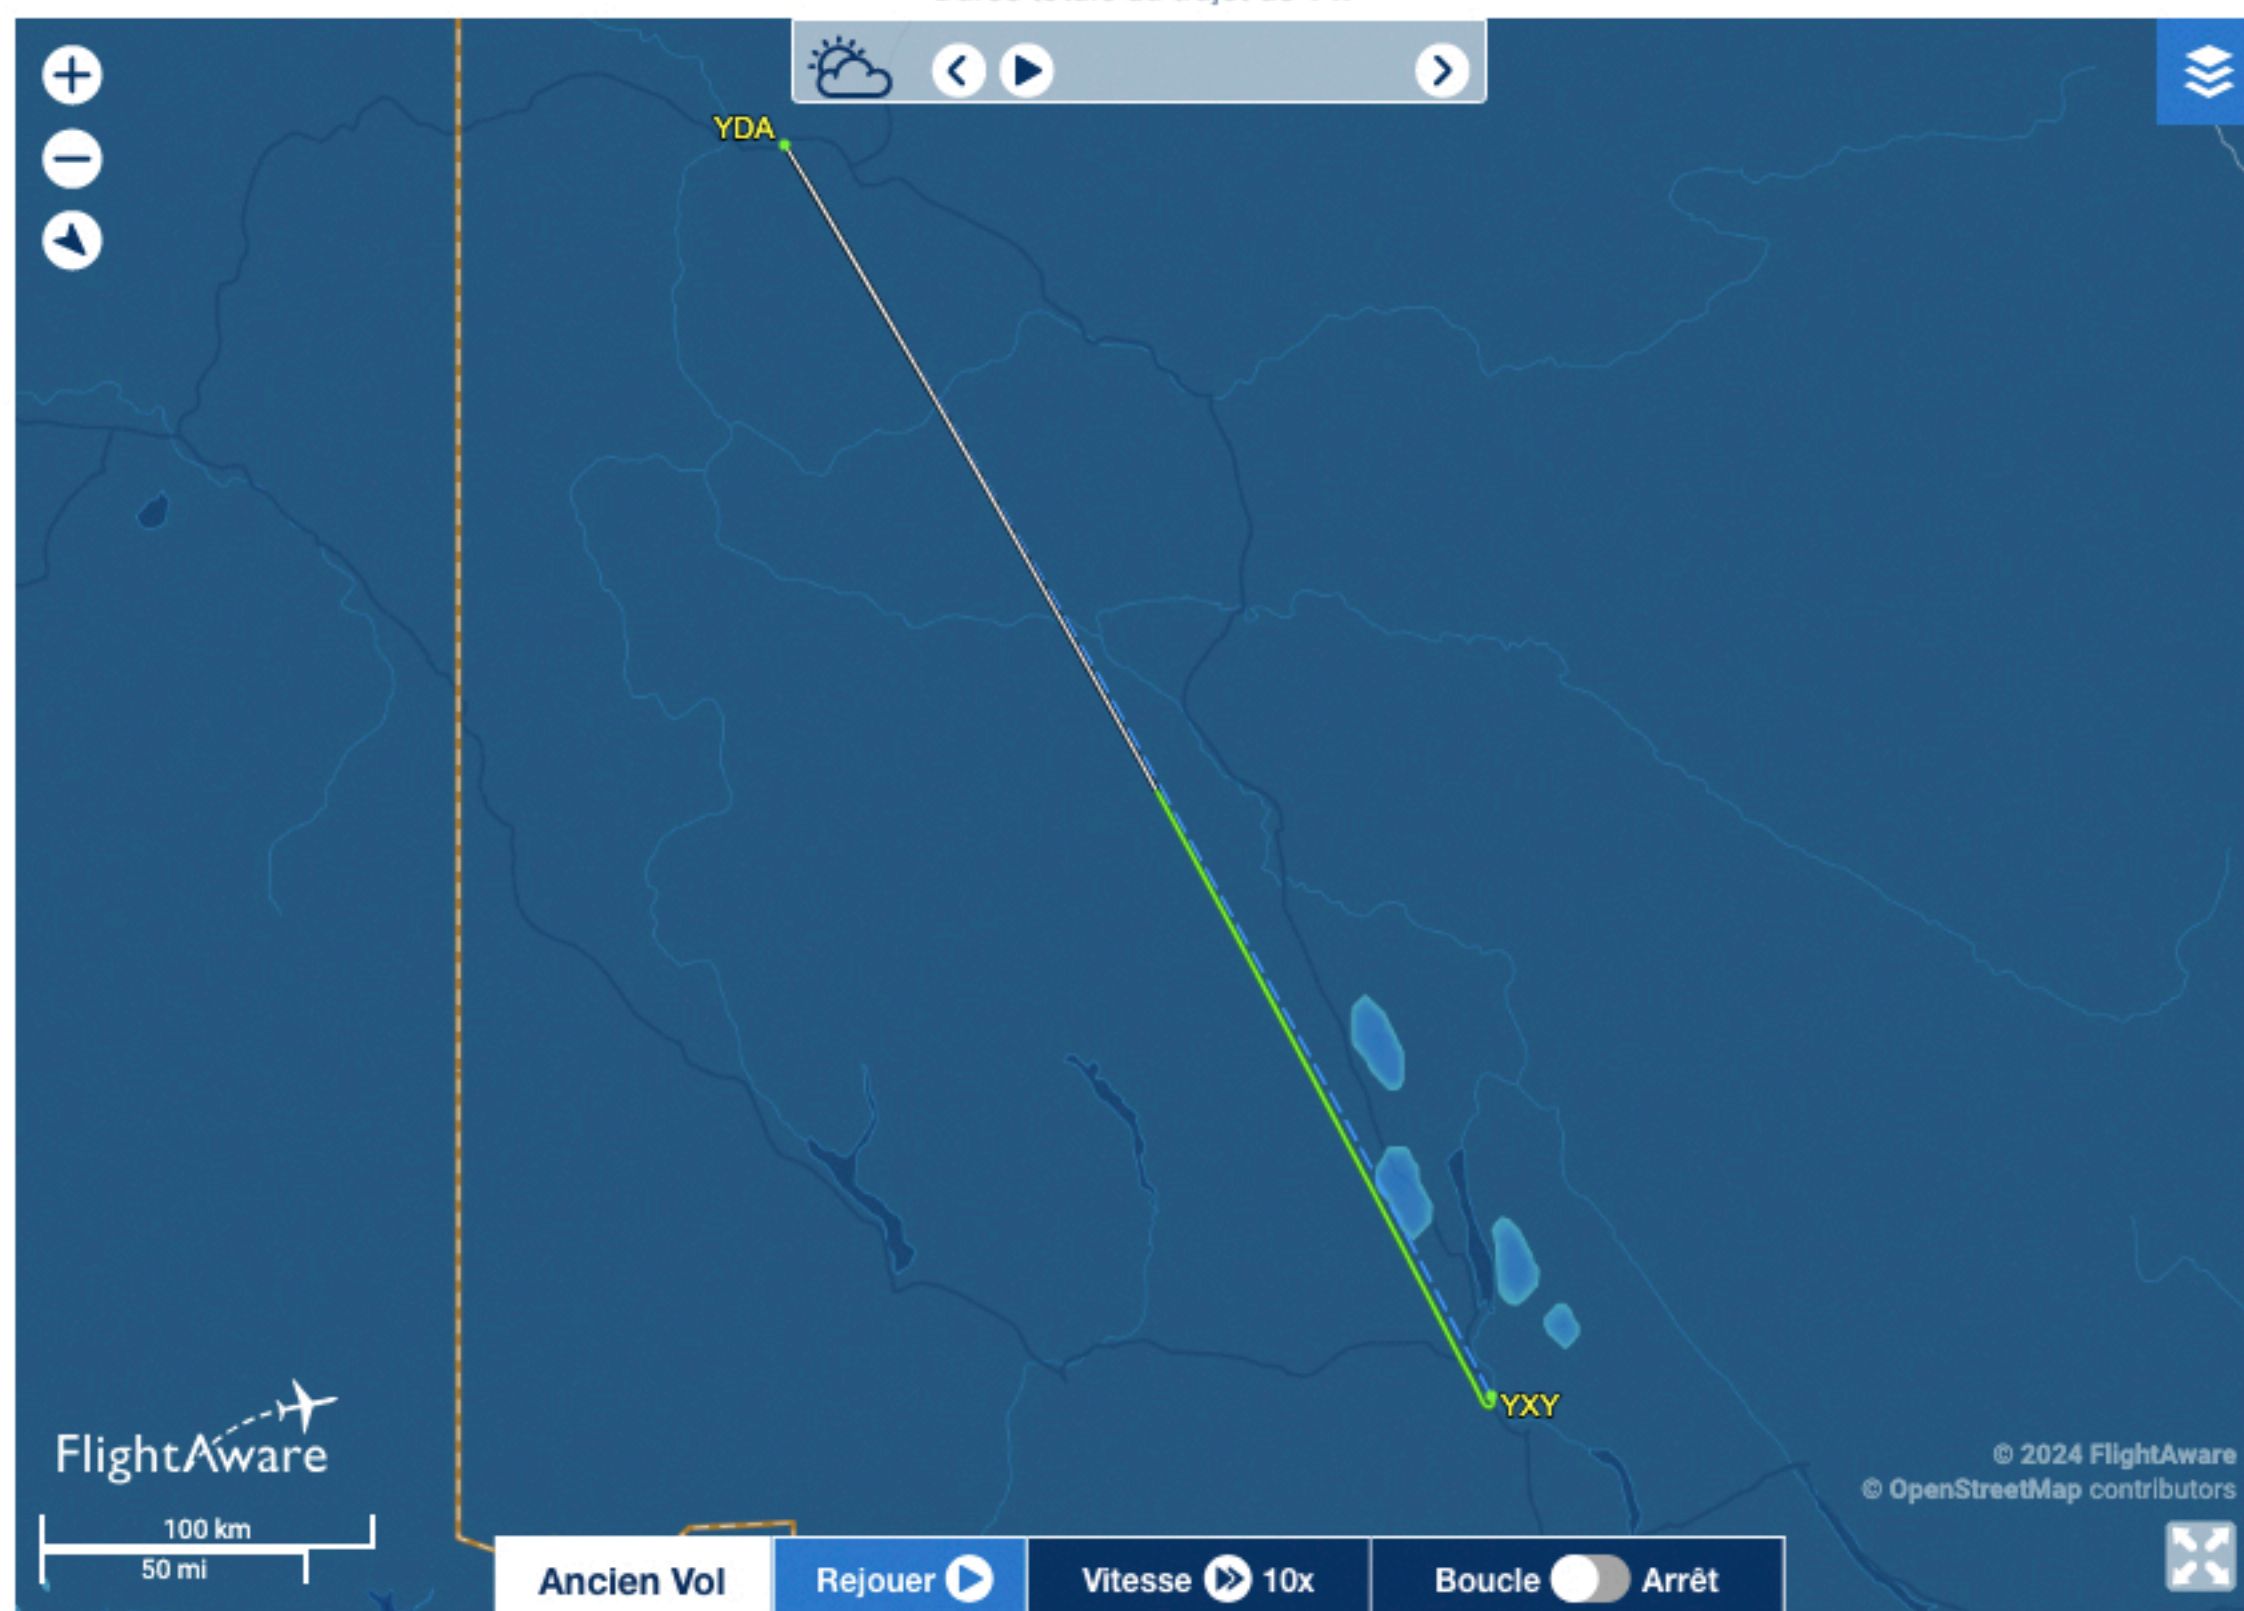 YDA
YXY
FlightAware
© 2024 FlightAware
© OpenStreetMap contributors
100 km
50 mi
Ancien Vol
Rejouer
Vitesse 10x
Boucle Arrêt